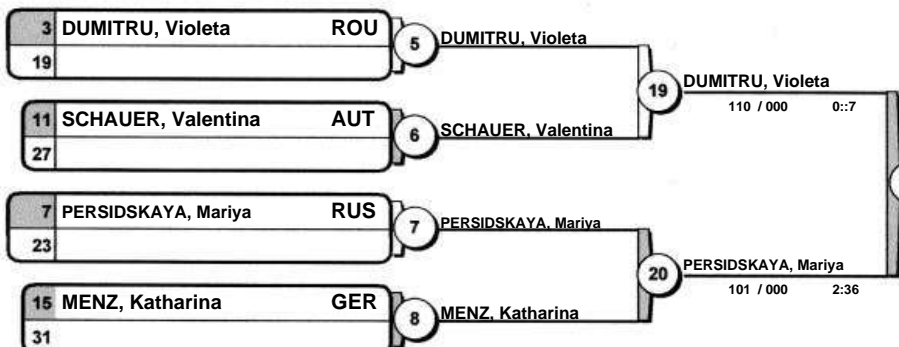 3 DUMITRU, Violeta ROU
19
5 DUMITRU, Violeta
11 SCHAUER, Valentina AUT
27
6 SCHAUER, Valentina
19 DUMITRU, Violeta
110 / 000 0::7
7 PERSIDSKAYA, Mariya RUS
23
7 PERSIDSKAYA, Mariya
15 MENZ, Katharina GER
31
8 MENZ, Katharina
20 PERSIDSKAYA, Mariya
101 / 000 2:36